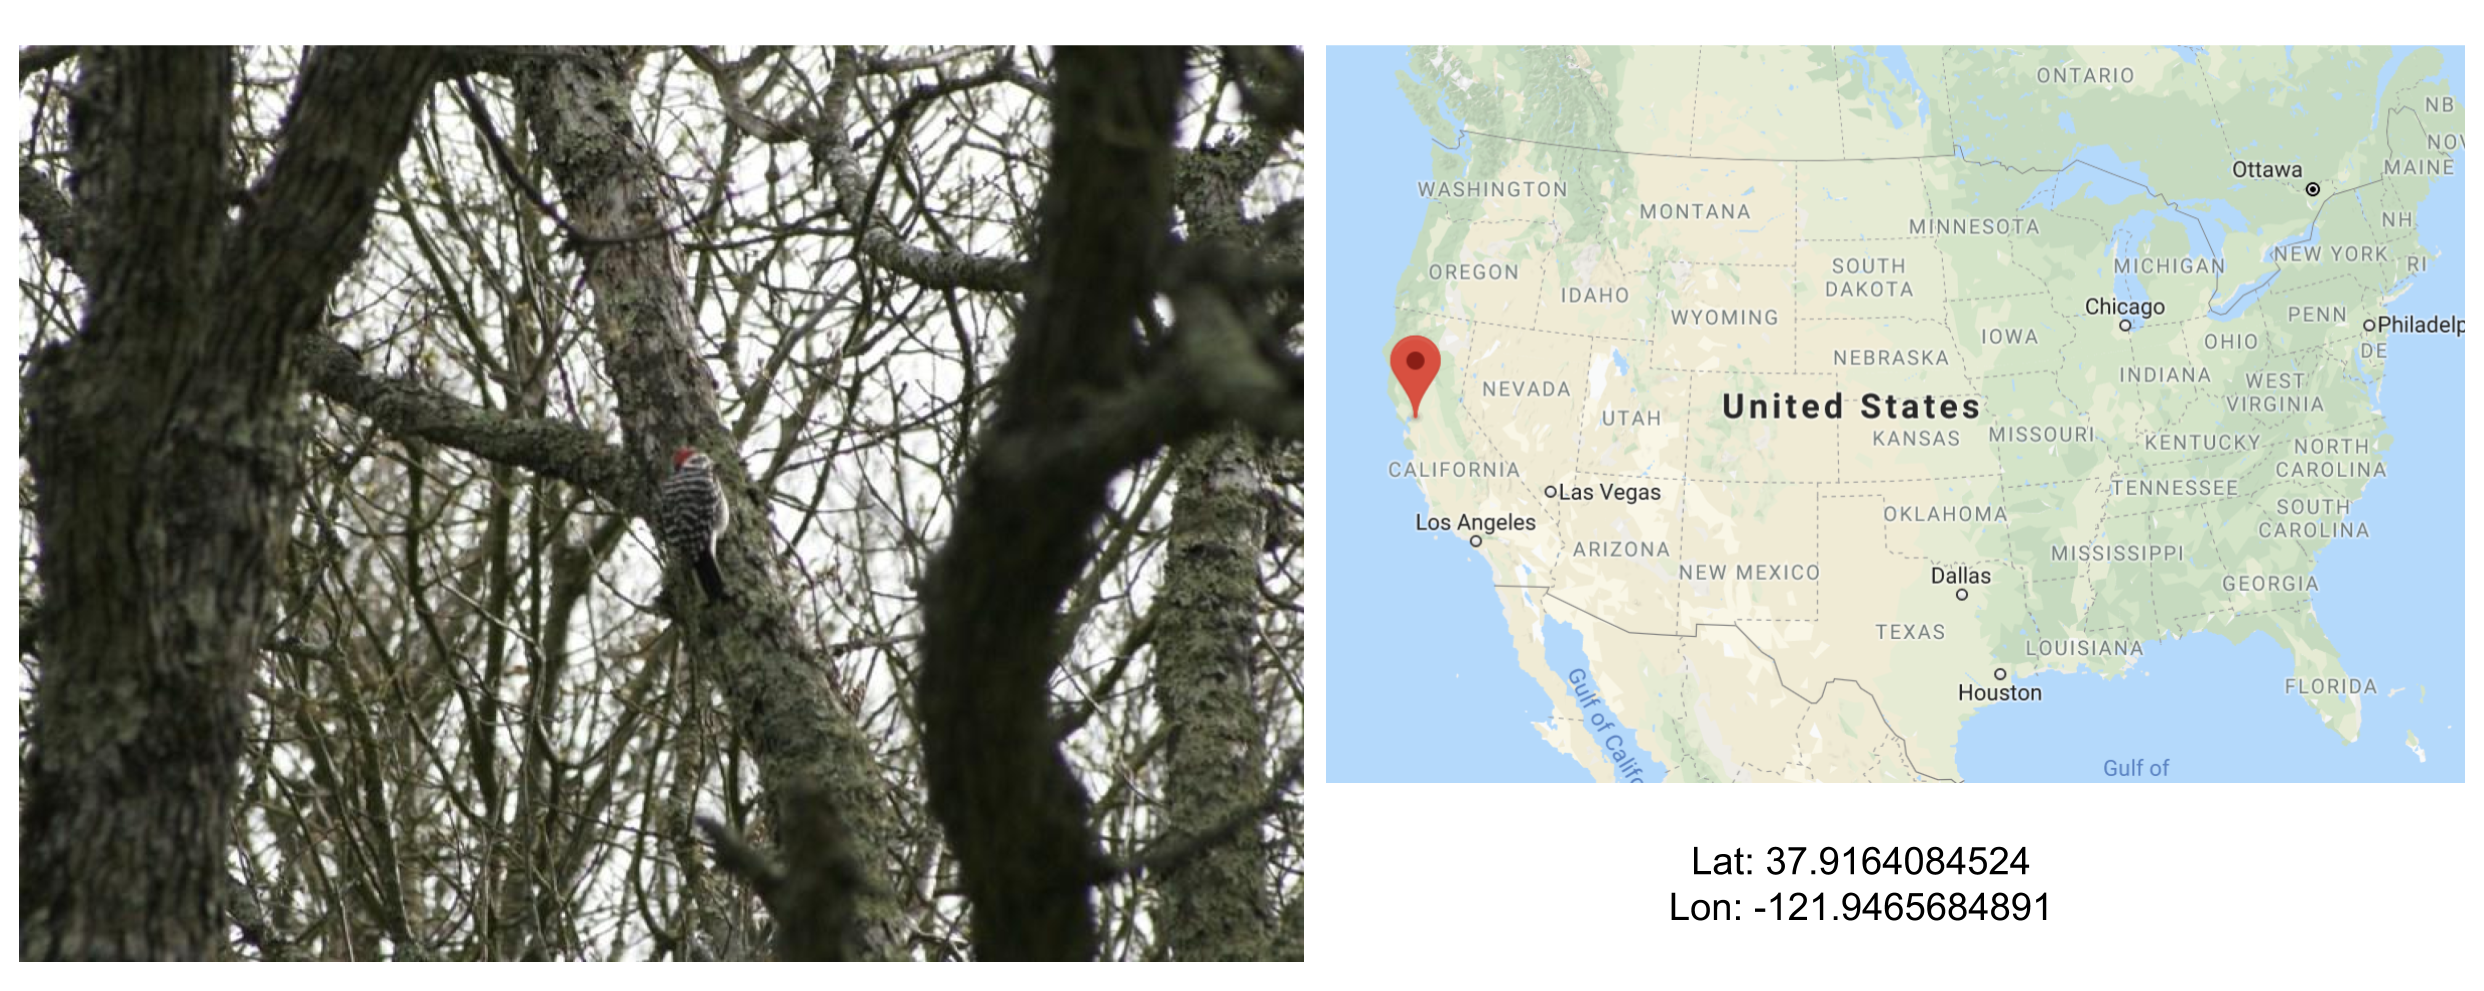 ONTARIO
NB
NOV
MAINE
Ottawa
WASHINGTON
MONTANA
MINNESOTA
NH
NEW YORK
RI
OREGON
SOUTH
DAKOTA
MICHIGAN
IDAHO
WYOMING
Chicago
PENN
Philadelp
IOWA
OHIO
DE
NEBRASKA
NEVADA
INDIANA
WEST
VIRGINIA
UTAH
United States
KANSAS
MISSOURI
KENTUCKY
NORTH
CAROLINA
CALIFORNIA
Las Vegas
TENNESSEE
Los Angeles
OKLAHOMA
SOUTH
CAROLINA
ARIZONA
NEW MEXICO
MISSISSIPPI
Dallas
GEORGIA
TEXAS
LOUISIANA
Houston
FLORIDA
Gulf of Califo
Gulf of
Lat: 37.9164084524
Lon: -121.9465684891